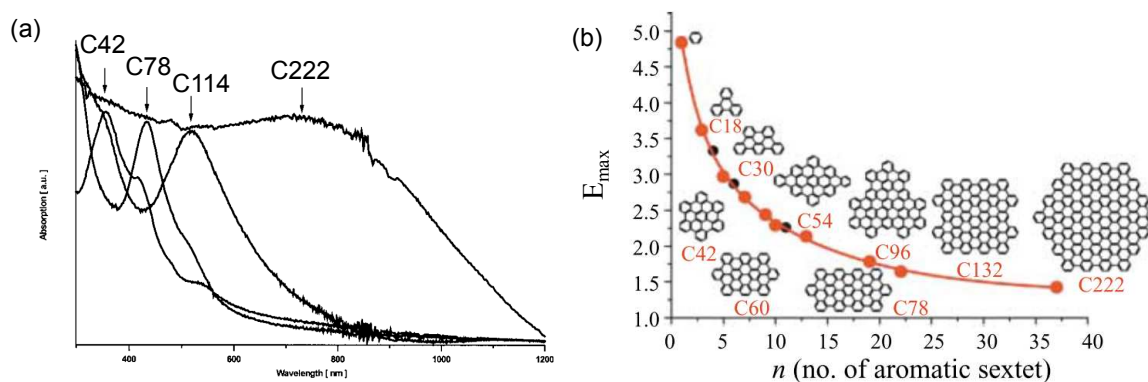 (a)
C42
C78
C114
C222
Absorption [ a.u. ]
400
600
800
1000
1200
Wavelength [ nm ]
(b)
5.0
4.5
4.0
3.5
3.0
2.5
2.0
1.5
1.0
Emax
C18
C30
C42
C54
C60
C96
C78
C132
C222
0
5
10
15
20
25
30
35
40
n (no. of aromatic sextet)